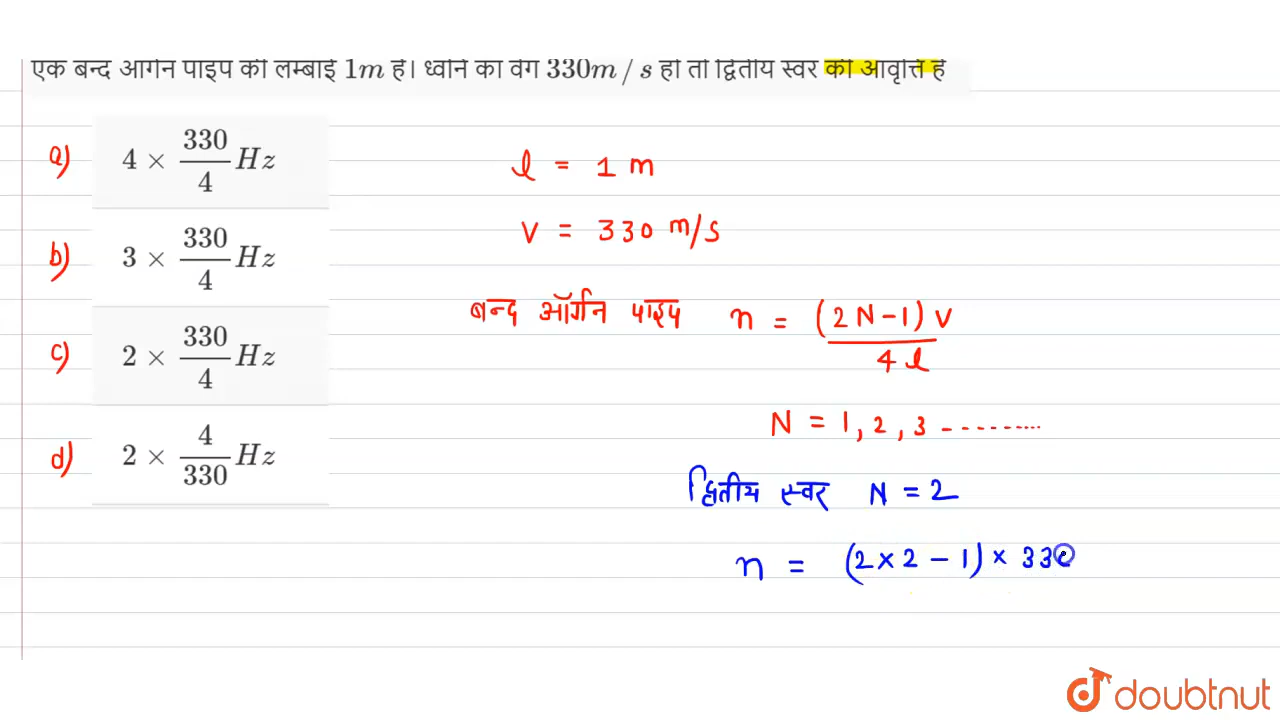 एक बन्द ऑर्गन पाइप की लम्बाई 1m है। ध्वनि का वेग 330m / s हो तो द्वितीय स्वर की आवृत्ति है
a) 4 × 330/4 Hz
b) 3 × 330/4 Hz
c) 2 × 330/4 Hz
d) 2 × 4/330 Hz
l = 1 m
v = 330 m/s
बन्द ऑर्गन पाइप n = (2N-1) v / 4 l
N = 1, 2, 3 ---------
द्वितीय स्वर N = 2
n = (2 × 2 - 1) × 330
doubtnut